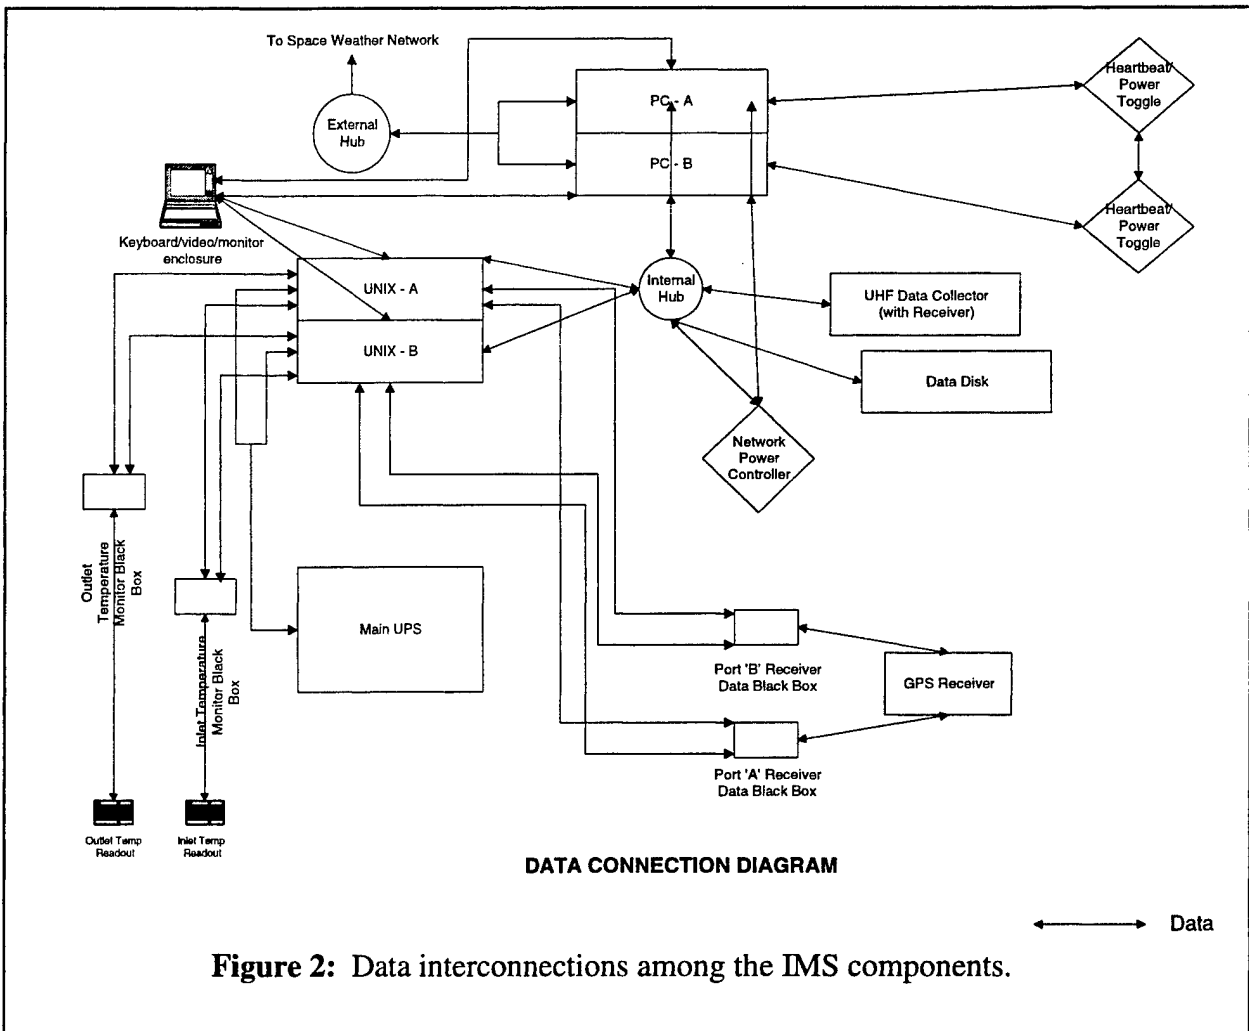 To Space Weather Network
External
Hub
PC - A
PC - B
Heartbeat/
Power
Toggle
Heartbeat/
Power
Toggle
Keyboard/video/monitor
enclosure
UNIX - A
UNIX - B
Internal
Hub
UHF Data Collector
(with Receiver)
Data Disk
Network
Power
Controller
Outlet
Temperature
Monitor Black
Box
Inlet Temperature
Monitor Black
Box
Main UPS
Port 'B' Receiver
Data Black Box
GPS Receiver
Port 'A' Receiver
Data Black Box
Outlet Temp
Readout
Inlet Temp
Readout
DATA CONNECTION DIAGRAM
Data
Figure 2: Data interconnections among the IMS components.